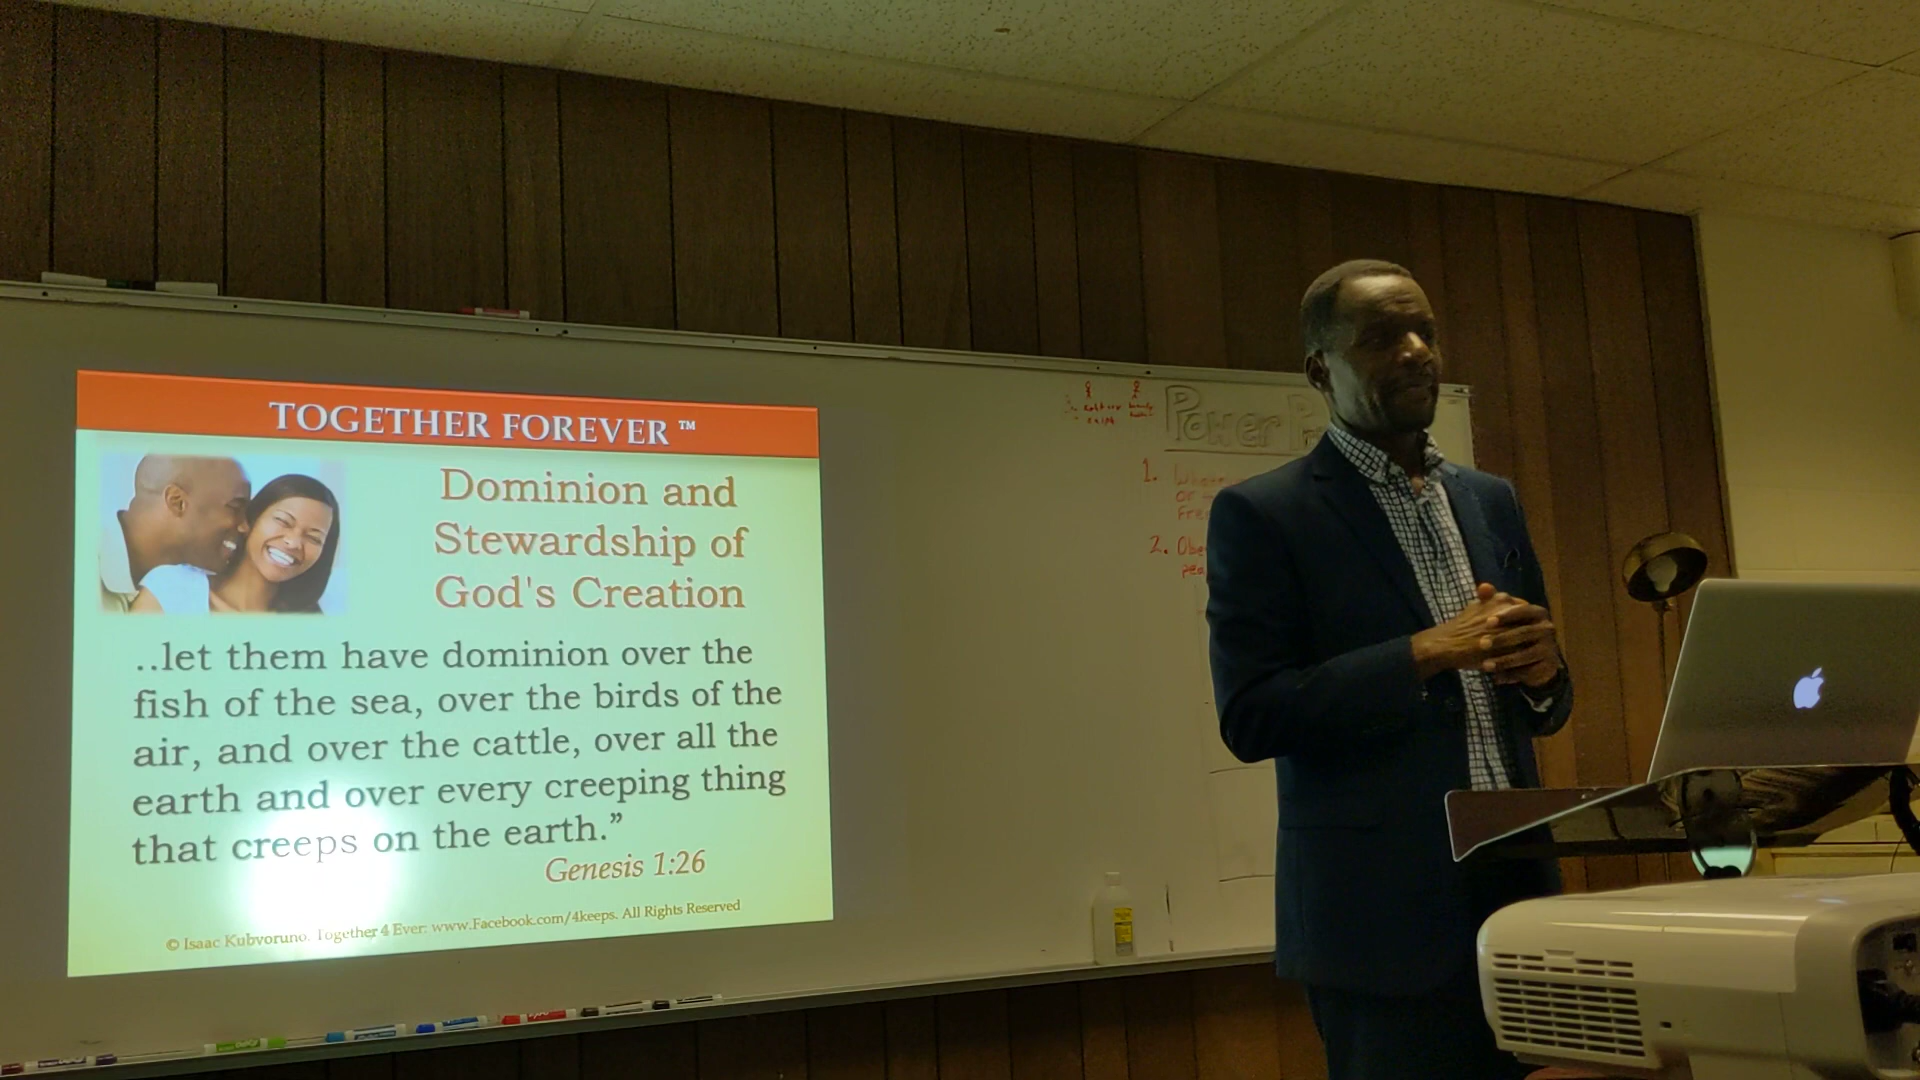 TOGETHER FOREVER™
Dominion and
Stewardship of
God's Creation
..let them have dominion over the
fish of the sea, over the birds of the
air, and over the cattle, over all the
earth and over every creeping thing
that creeps on the earth.”
Genesis 1:26
© Isaac Kubvoruno. Together 4 Ever: www.Facebook.com/4keeps. All Rights Reserved
Power
1.
or
2.